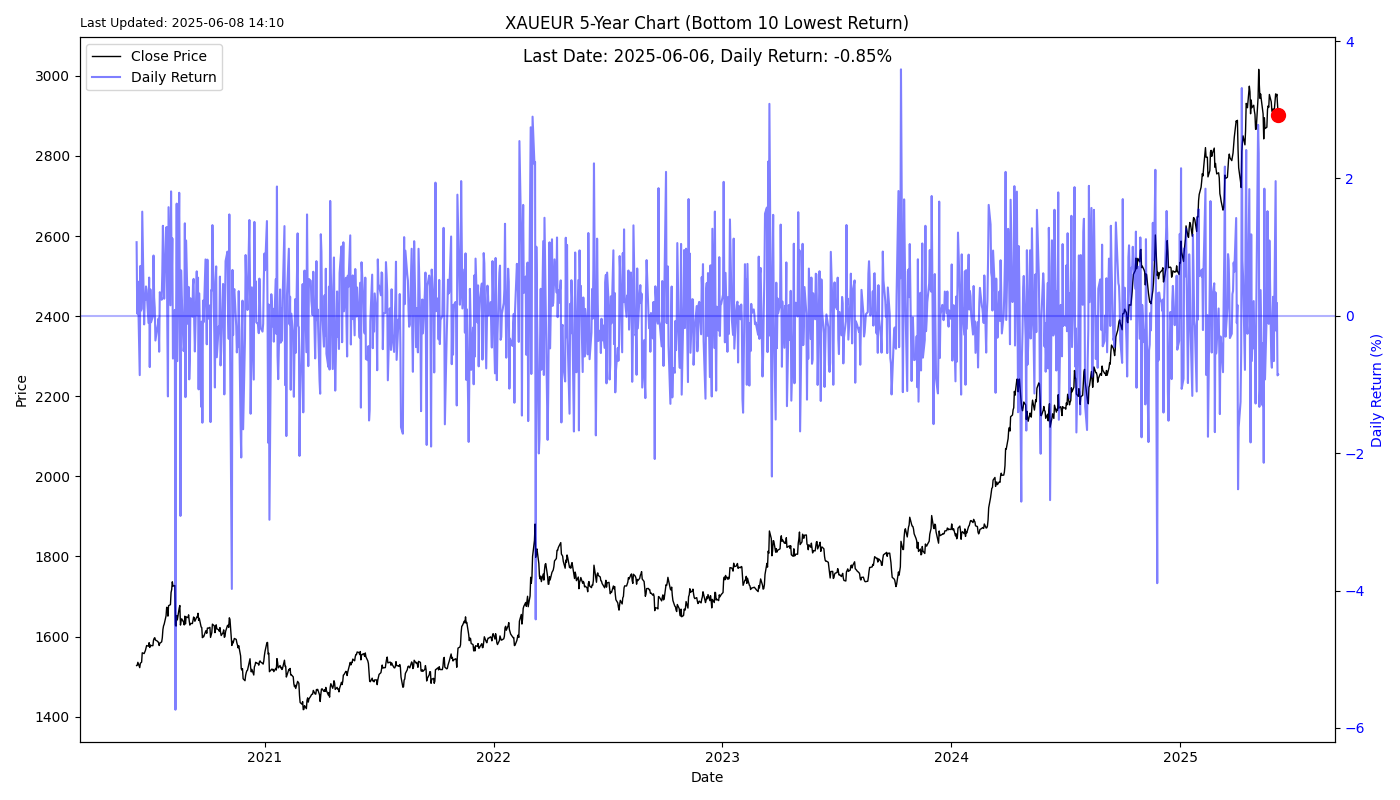 Last Updated: 2025-06-08 14:10
XAUEUR 5-Year Chart (Bottom 10 Lowest Return)
Last Date: 2025-06-06, Daily Return: -0.85%
Close Price
Daily Return
3000
2800
2600
2400
2200
2000
1800
1600
1400
Price
4
2
0
−2
−4
−6
Daily Return (%)
2021
2022
2023
2024
2025
Date